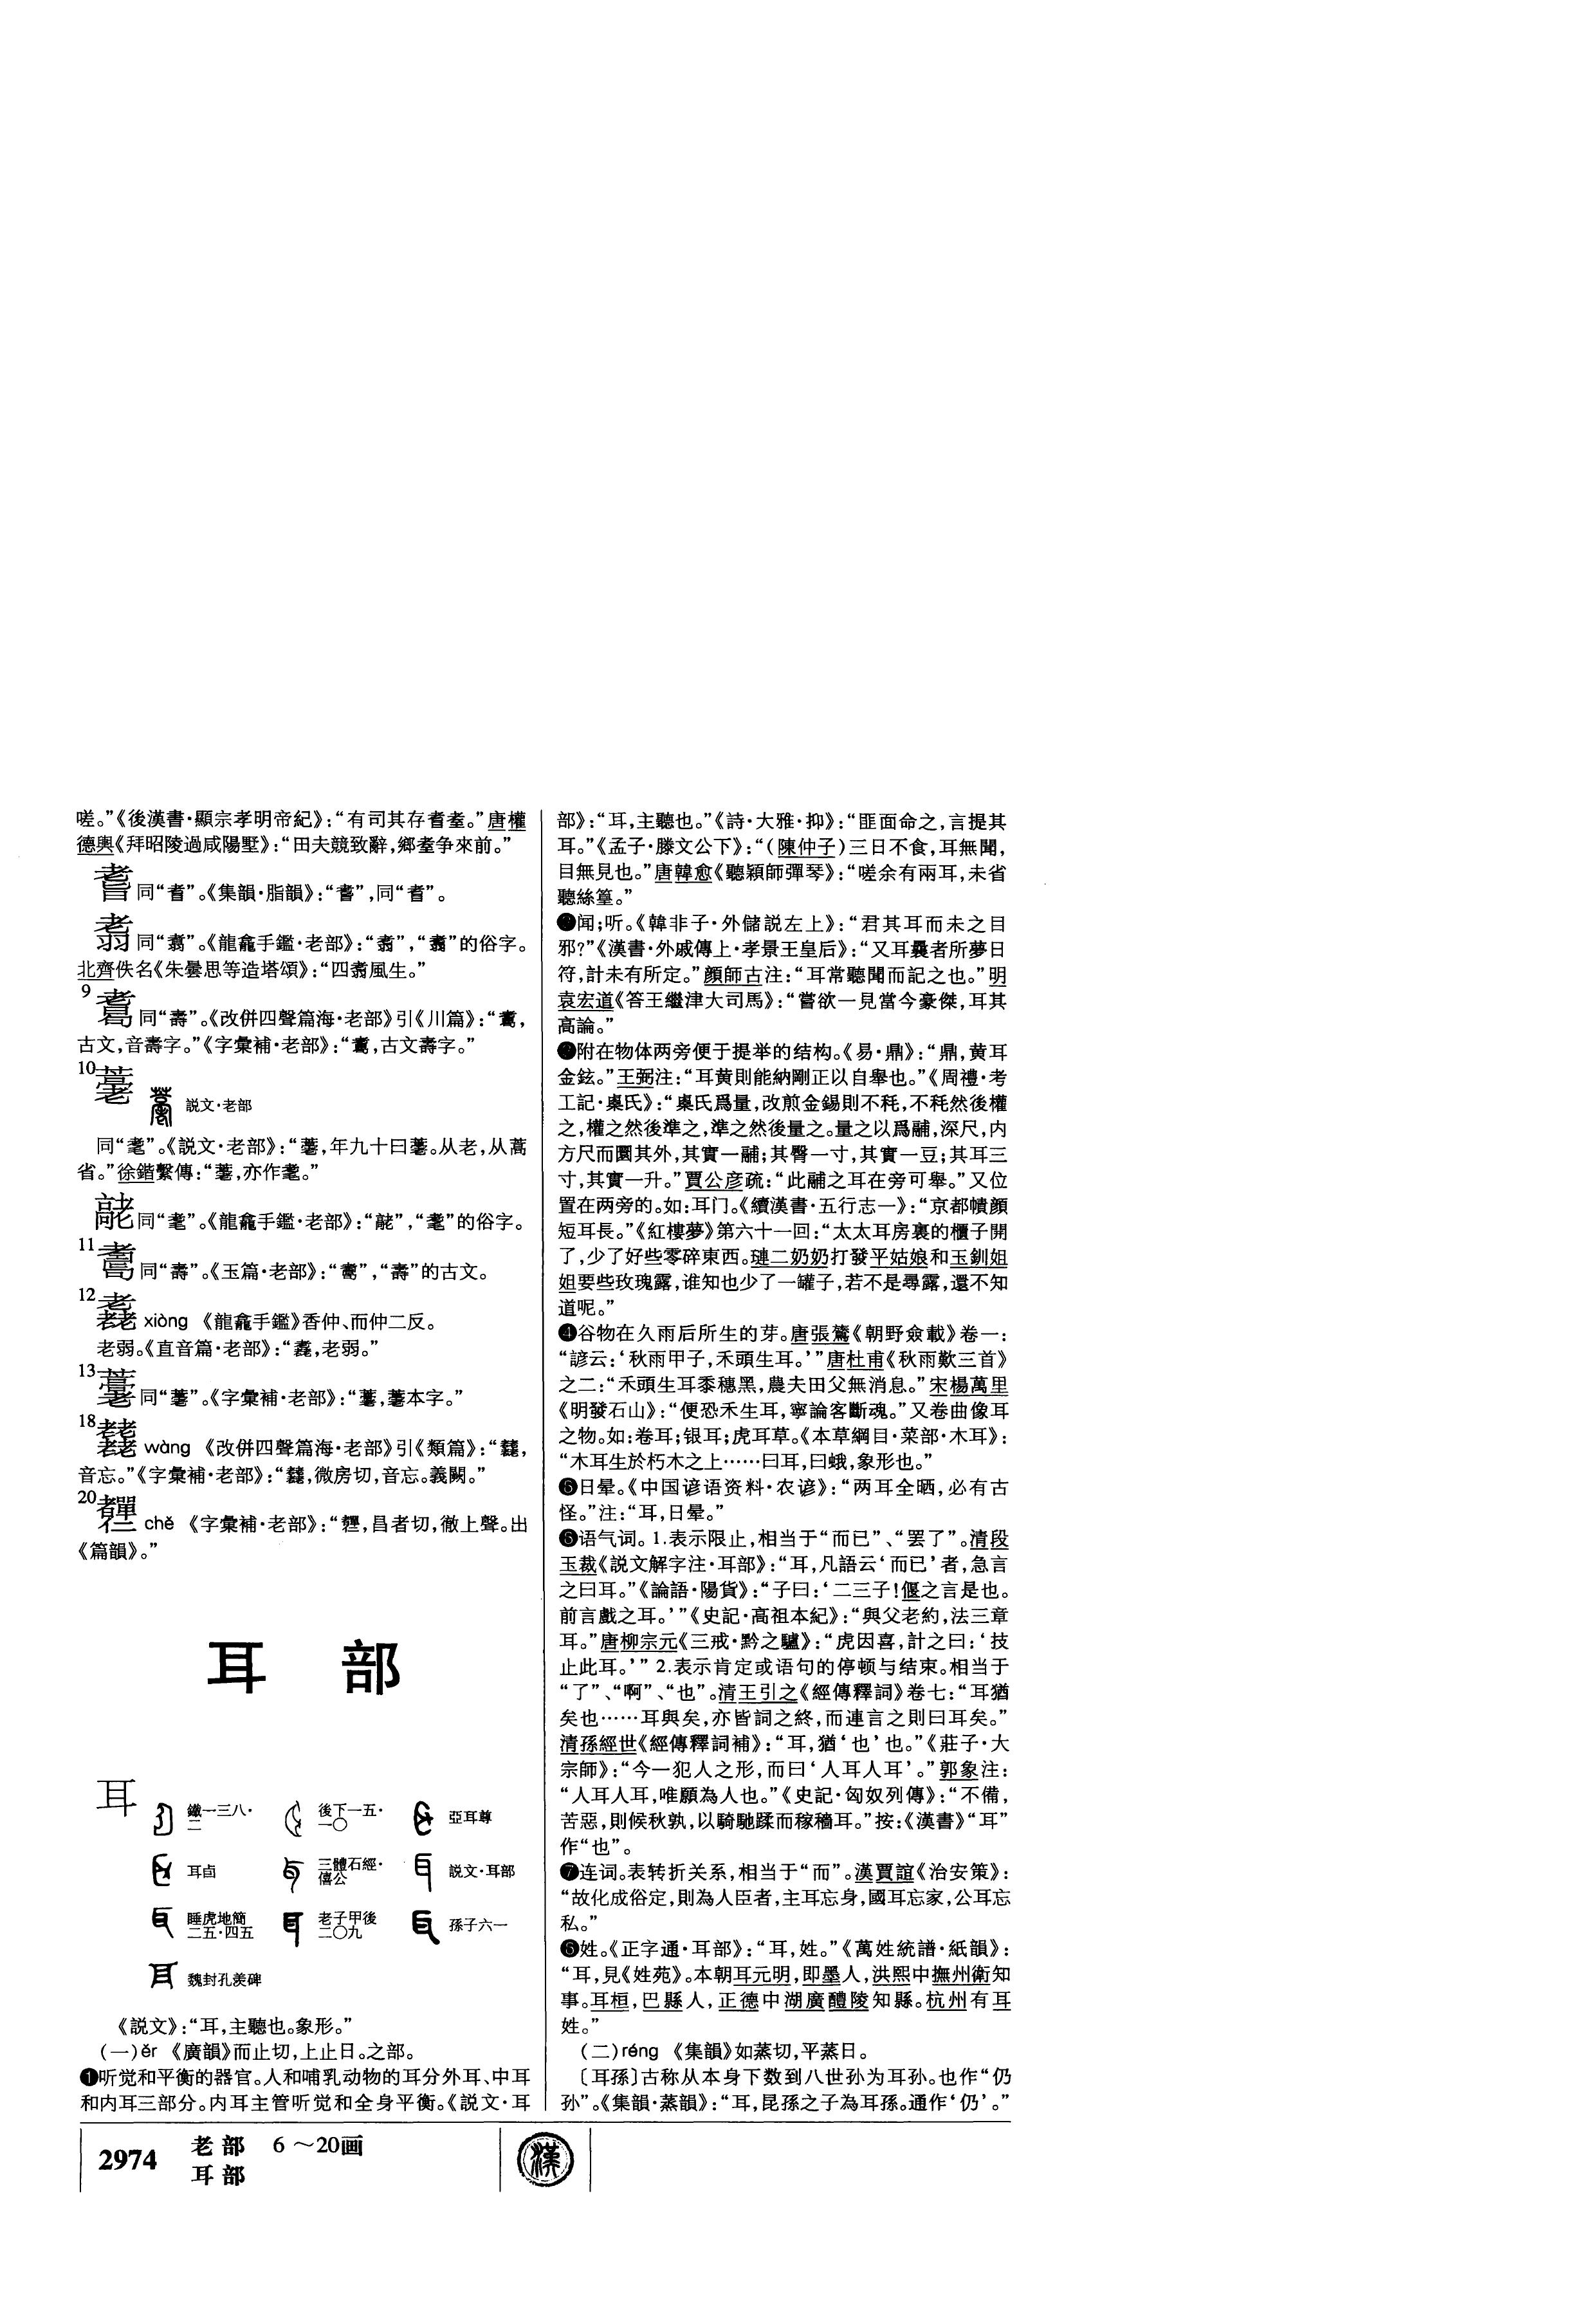 嗟。”《後漢書·顯宗孝明帝紀》：“有司其存耆耋。”唐權
德輿《拜昭陵過咸陽墅》：“田夫競致辭，鄉耋争來前。”
同“耆”。《集韻·脂韻》：“”，同“耆”。
同“翥”。《龍龕手鑑·老部》：“”，“翥”的俗字。
北齊佚名《朱曇思等造塔頌》：“四翥風生。”
9
同“壽”。《改併四聲篇海·老部》引《川篇》：“，
古文，音壽字。”《字彙補·老部》：“，古文壽字。”
10
説文·老部
同“耄”。《説文·老部》：“，年九十曰。从老，从蒿
省。”徐鍇繫傳：“，亦作耄。”
同“耄”。《龍龕手鑑·老部》：“”，“耄”的俗字。
11
同“壽”。《玉篇·老部》：“”，“壽”的古文。
12
xiòng 《龍龕手鑑》香仲、而仲二反。
老弱。《直音篇·老部》：“，老弱。”
13
同“”。《字彙補·老部》：“，本字。”
18
wàng 《改併四聲篇海·老部》引《類篇》：“，
音忘。”《字彙補·老部》：“，微房切，音忘。義闕。”
20
chě 《字彙補·老部》：“，昌者切，撤上聲。出
《篇韻》。”
耳 部
耳
鐵一三八·二 後下一五·一〇 亞耳尊
耳卣 三體石經·僖公 説文·耳部
睡虎地簡二五·四五 老子甲後二〇九 孫子六一
魏封孔羨碑
《説文》：“耳，主聽也。象形。”
（一）ěr 《廣韻》而止切，上止日。之部。
❶听觉和平衡的器官。人和哺乳动物的耳分外耳、中耳
和内耳三部分。内耳主管听觉和全身平衡。《説文·耳
部》：“耳，主聽也。”《詩·大雅·抑》：“匪面命之，言提其
耳。”《孟子·滕文公下》：“（陳仲子）三日不食，耳無聞，
目無見也。”唐韓愈《聽穎師彈琴》：“嗟余有兩耳，未省
聽絲篁。”
❷闻；听。《韓非子·外儲説左上》：“君其耳而未之目
邪？”《漢書·外戚傳上·孝景王皇后》：“又耳曩者所夢日
符，計未有所定。”顔師古注：“耳常聽聞而記之也。”明
袁宏道《答王繼津大司馬》：“嘗欲一見當今豪傑，耳其
高論。”
❸附在物体两旁便于提举的结构。《易·鼎》：“鼎，黄耳
金鉉。”王弼注：“耳黄則能納剛正以自舉也。”《周禮·考
工記·㮚氏》：“㮚氏爲量，改煎金錫則不秏，不秏然後權
之，權之然後準之，準之然後量之。量之以爲鬴，深尺，内
方尺而圜其外，其實一鬴；其臀一寸，其實一豆；其耳三
寸，其實一升。”賈公彦疏：“此鬴之耳在旁可舉。”又位
置在两旁的。如：耳门。《續漢書·五行志一》：“京都幘顔
短耳長。”《紅樓夢》第六十一回：“太太耳房裏的櫃子開
了，少了好些零碎東西。璉二奶奶打發平姑娘和玉釧姐
姐要些玫瑰露，谁知也少了一罐子，若不是尋露，還不知
道呢。”
❹谷物在久雨后所生的芽。唐張鷟《朝野僉載》卷一：
“諺云：‘秋雨甲子，禾頭生耳。’”唐杜甫《秋雨歎三首》
之二：“禾頭生耳黍穗黑，農夫田父無消息。”宋楊萬里
《明發石山》：“便恐禾生耳，寧論客斷魂。”又卷曲像耳
之物。如：卷耳；银耳；虎耳草。《本草綱目·菜部·木耳》：
“木耳生於朽木之上……曰耳，曰蛾，象形也。”
❺日晕。《中国谚语资料·农谚》：“两耳全晒，必有古
怪。”注：“耳，日晕。”
❻语气词。1.表示限止，相当于“而已”、“罢了”。清段
玉裁《説文解字注·耳部》：“耳，凡語云‘而已’者，急言
之曰耳。”《論語·陽貨》：“子曰：‘二三子！偃之言是也。
前言戲之耳。’”《史記·高祖本紀》：“與父老約，法三章
耳。”唐柳宗元《三戒·黔之驢》：“虎因喜，計之曰：‘技
止此耳。’” 2.表示肯定或语句的停顿与结束。相当于
“了”、“啊”、“也”。清王引之《經傳釋詞》卷七：“耳猶
矣也……耳與矣，亦皆詞之終，而連言之則曰耳矣。”
清孫經世《經傳釋詞補》：“耳，猶‘也’也。”《莊子·大
宗師》：“今一犯人之形，而曰‘人耳人耳’。”郭象注：
“人耳人耳，唯願為人也。”《史記·匈奴列傳》：“不備，
苦惡，則候秋孰，以騎馳蹂而稼穡耳。”按：《漢書》“耳”
作“也”。
❼连词。表转折关系，相当于“而”。漢賈誼《治安策》：
“故化成俗定，則為人臣者，主耳忘身，國耳忘家，公耳忘
私。”
❽姓。《正字通·耳部》：“耳，姓。”《萬姓統譜·紙韻》：
“耳，見《姓苑》。本朝耳元明，即墨人，洪熙中撫州衛知
事。耳桓，巴縣人，正德中湖廣醴陵知縣。杭州有耳
姓。”
（二）réng 《集韻》如蒸切，平蒸日。
〔耳孫〕古称从本身下数到八世孙为耳孙。也作“仍
孙”。《集韻·蒸韻》：“耳，昆孫之子為耳孫。通作‘仍’。”
2974 老部 6～20画
耳部
漢